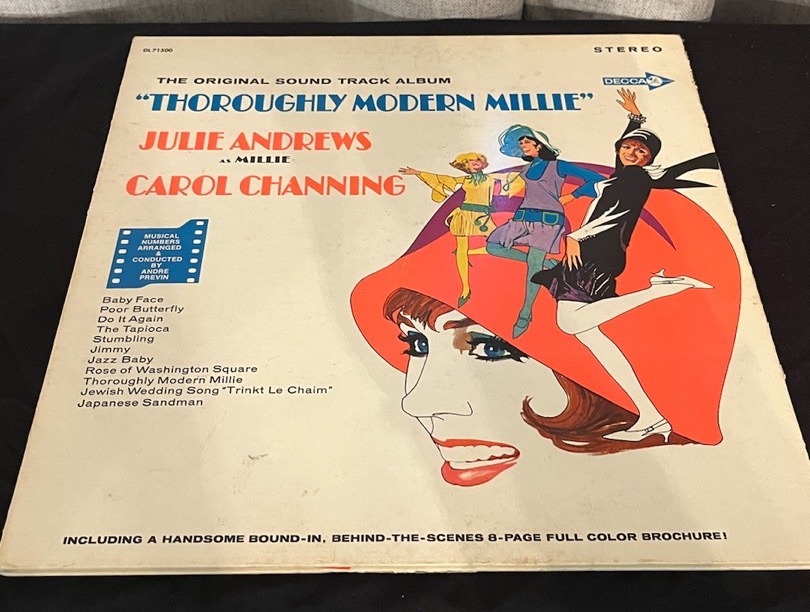 DL71500
STEREO
THE ORIGINAL SOUND TRACK ALBUM
DECCA
"THOROUGHLY MODERN MILLIE"
JULIE ANDREWS
AS MILLIE
CAROL CHANNING
MUSICAL
NUMBERS
ARRANGED
&
CONDUCTED
BY
ANDRE
PREVIN
Baby Face
Poor Butterfly
Do It Again
The Tapioca
Stumbling
Jimmy
Jazz Baby
Rose of Washington Square
Thoroughly Modern Millie
Jewish Wedding Song "Trinkt Le Chaim"
Japanese Sandman
INCLUDING A HANDSOME BOUND-IN, BEHIND-THE-SCENES 8-PAGE FULL COLOR BROCHURE!